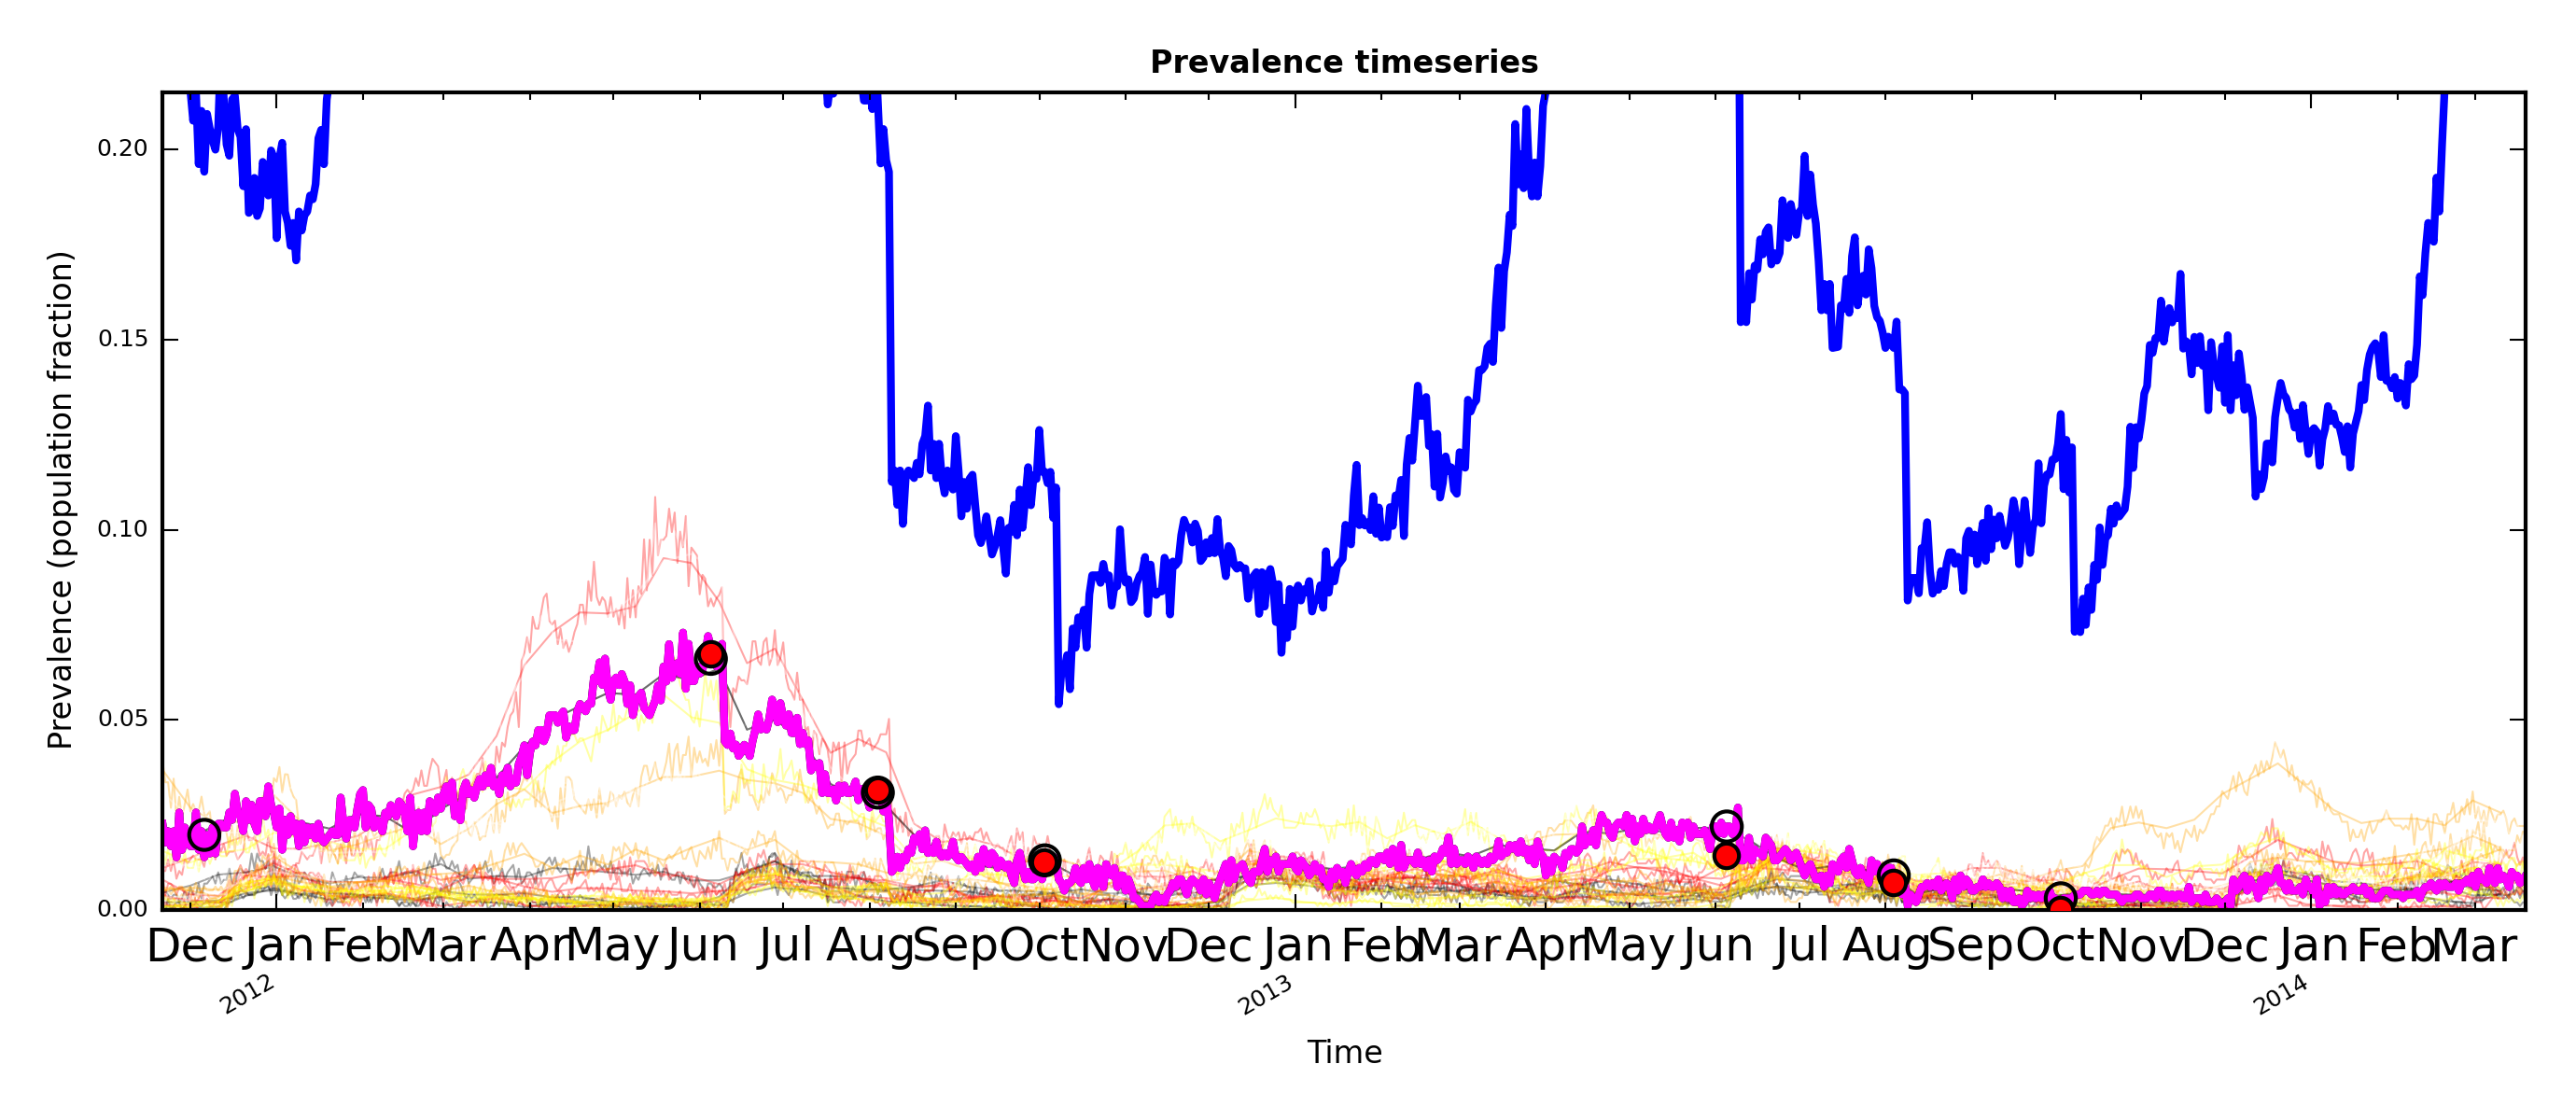 Prevalence timeseries
Prevalence (population fraction)
0.20
0.15
0.10
0.05
0.00
Dec Jan Feb Mar Apr May Jun Jul Aug Sep Oct Nov Dec Jan Feb Mar Apr May Jun Jul Aug Sep Oct Nov Dec Jan Feb Mar
2012 2013 2014
Time